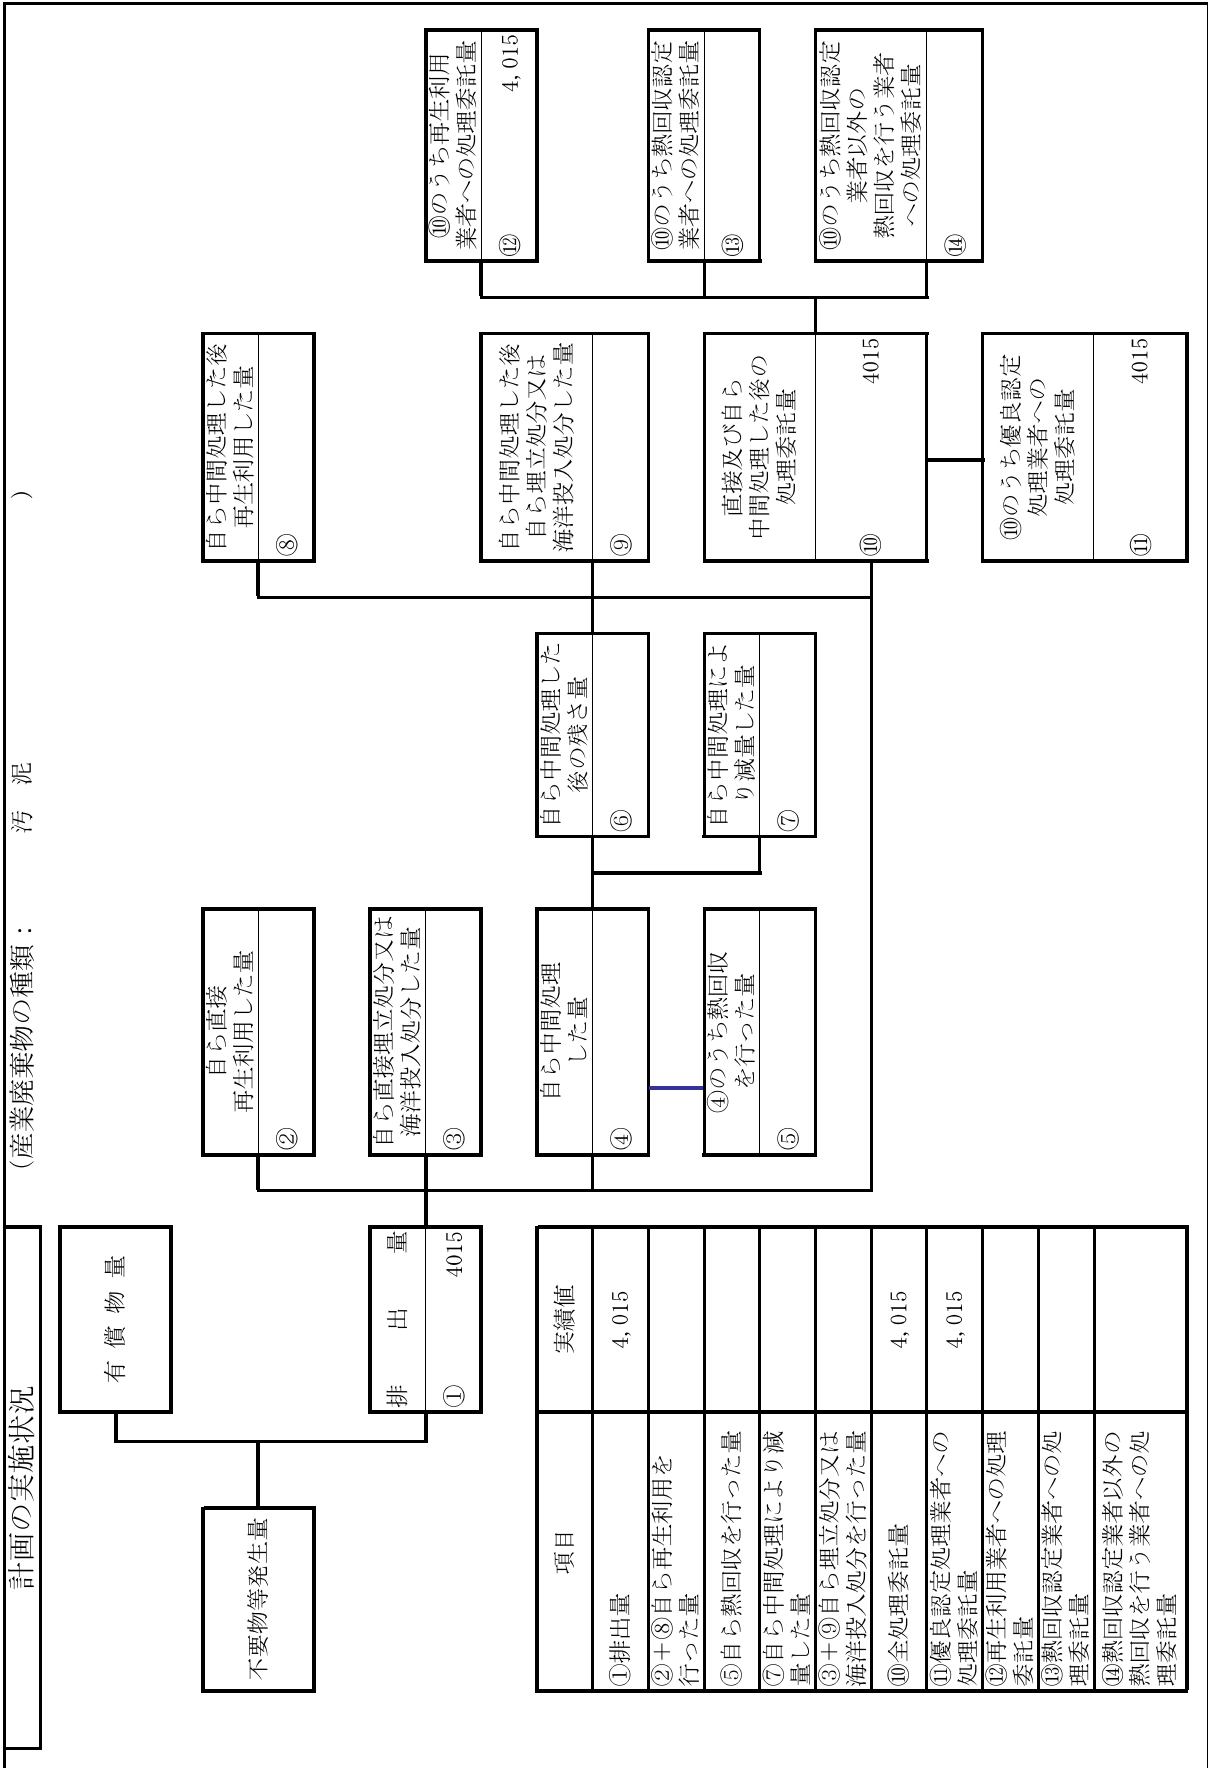 計画の実施状況
（産業廃棄物の種類： 汚 泥 ）
有 償 物 量
不要物等発生量
排 出 量
① 4015
自ら直接
再生利用した量
②
自ら直接埋立処分又は
海洋投入処分した量
③
自ら中間処理
した量
④
④のうち熱回収
を行った量
⑤
自ら中間処理した
後の残さ量
⑥
自ら中間処理によ
り減量した量
⑦
自ら中間処理した後
再生利用した量
⑧
自ら中間処理した後
自ら埋立処分又は
海洋投入処分した量
⑨
直接及び自ら
中間処理した後の
処理委託量
⑩ 4015
⑩のうち優良認定
処理業者への
処理委託量
⑪ 4015
⑩のうち再生利用
業者への処理委託量
⑫ 4,015
⑩のうち熱回収認定
業者への処理委託量
⑬
⑩のうち熱回収認定
業者以外の
熱回収を行う業者
への処理委託量
⑭
項目 実績値
①排出量 4,015
②＋⑧自ら再生利用を
行った量
⑤自ら熱回収を行った量
⑦自ら中間処理により減
量した量
③＋⑨自ら埋立処分又は
海洋投入処分を行った量
⑩全処理委託量 4,015
⑪優良認定処理業者への
処理委託量 4,015
⑫再生利用業者への処理
委託量
⑬熱回収認定業者への処
理委託量
⑭熱回収認定業者以外の
熱回収を行う業者への処
理委託量